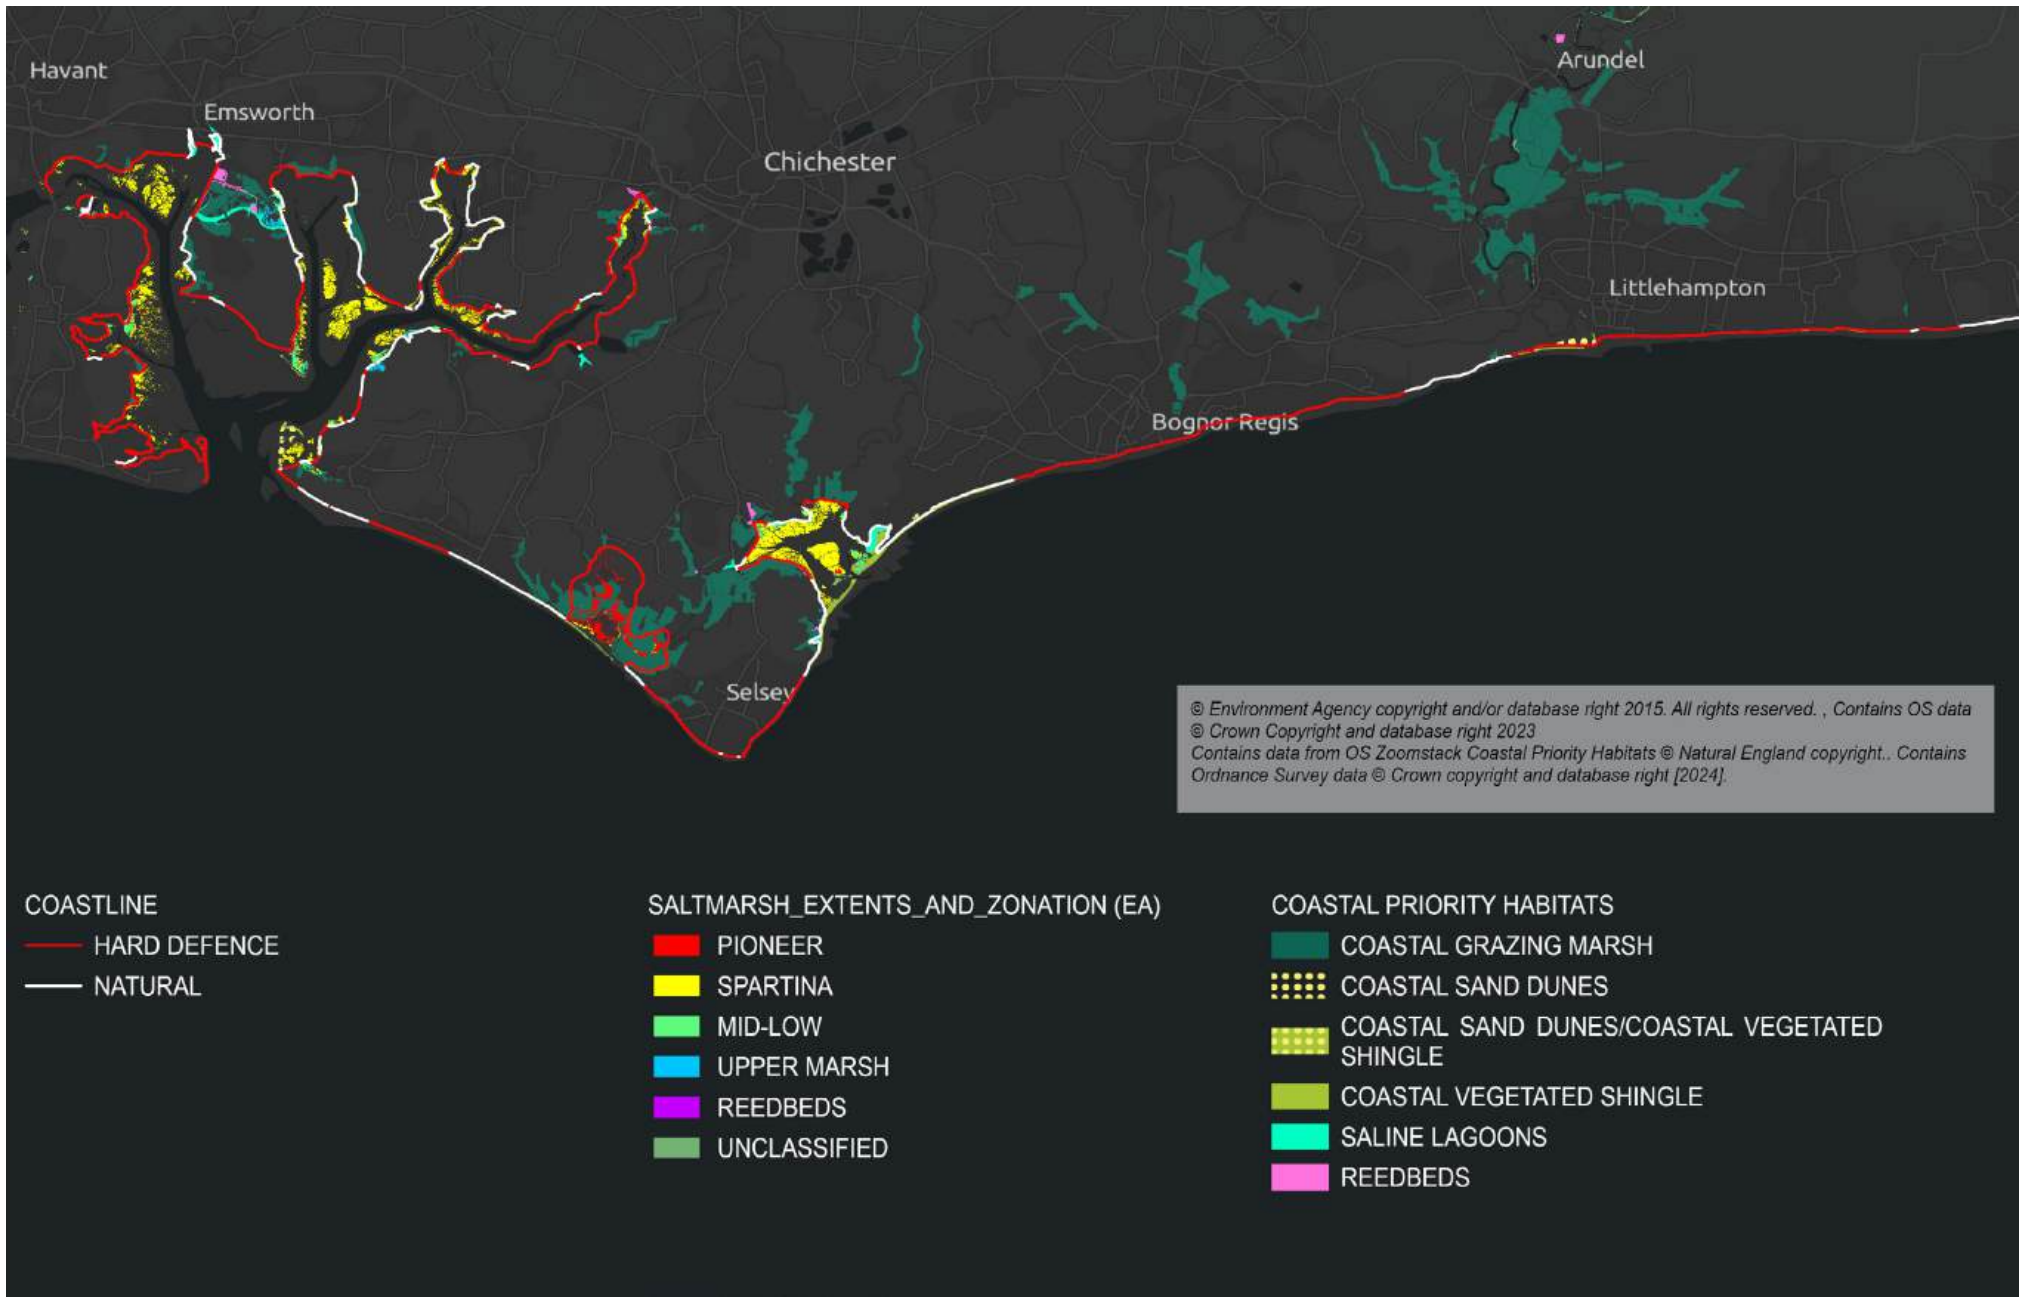 Havant
Arundel
Emsworth
Chichester
Littlehampton
Bognor Regis
Selsey
© Environment Agency copyright and/or database right 2015. All rights reserved. , Contains OS data
© Crown Copyright and database right 2023
Contains data from OS Zoomstack Coastal Priority Habitats © Natural England copyright.. Contains
Ordnance Survey data © Crown copyright and database right [2024].
COASTLINE
HARD DEFENCE
NATURAL
SALTMARSH_EXTENTS_AND_ZONATION (EA)
PIONEER
SPARTINA
MID-LOW
UPPER MARSH
REEDBEDS
UNCLASSIFIED
COASTAL PRIORITY HABITATS
COASTAL GRAZING MARSH
COASTAL SAND DUNES
COASTAL SAND DUNES/COASTAL VEGETATED
SHINGLE
COASTAL VEGETATED SHINGLE
SALINE LAGOONS
REEDBEDS